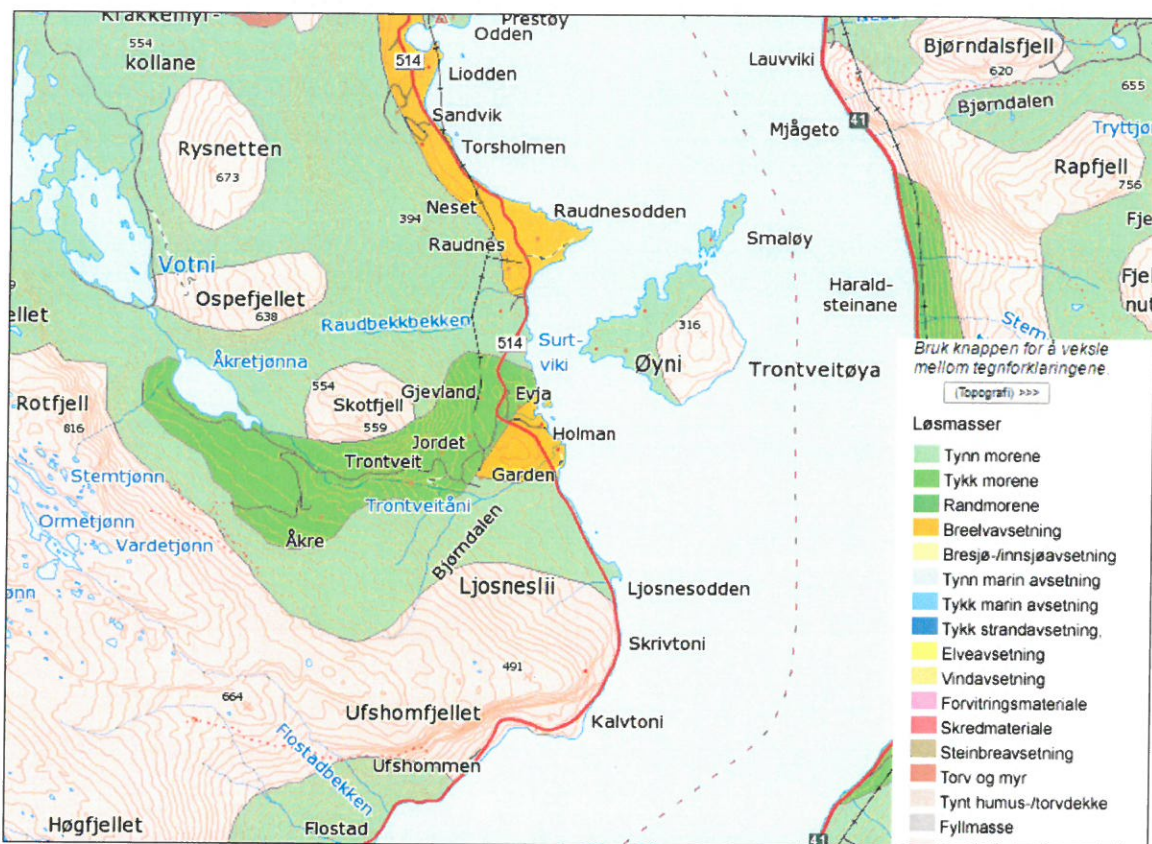 Krakkemyr-
554
kollane
Prestøy
Odden
514
Liodden
Sandvik
Torsholmen
Rysnetten
673
Neset
394
Raudnes
Raudnesodden
Smaløy
Votni
Ospefjellet
638
Raudbekkbekken
514
Surt-
viki
316
Øyni
Trontveitøya
Åkretjønna
554
Skotfjell
559
Gjevland
Evja
Rotfjell
816
Jordet
Holman
Trontveit
Garden
Stemtjønn
Trontveitåni
Ormetjønn
Vardetjønn
Åkre
Bjørndalen
Ljosneslii
Ljosnesodden
Skrivtoni
491
664
Ufshomfjellet
Kalvtoni
Flostadbekken
Ufshommen
Høgfjellet
Flostad
Lauvviki
Bjørndalsfjell
620
655
Bjørndalen
41
Mjågeto
Rapfjell
756
Harald-
steinane
41
Bruk knappen for å veksle
mellom tegnforklaringene.
(Topografi) >>>
Løsmasser
Tynn morene
Tykk morene
Randmorene
Breelvavsetning
Bresjø-/innsjøavsetning
Tynn marin avsetning
Tykk marin avsetning
Tykk strandavsetning,
Elveavsetning
Vindavsetning
Forvitringsmateriale
Skredmateriale
Steinbreavsetning
Torv og myr
Tynt humus-/torvdekke
Fyllmasse